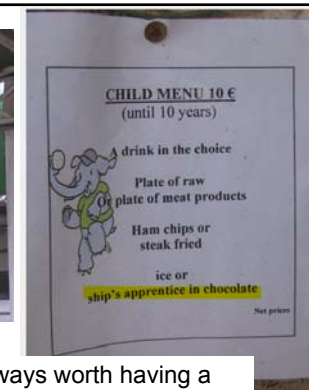 CHILD MENU 10 €
(until 10 years)
A drink in the choice
Plate of raw
Or plate of meat products
Ham chips or
steak fried
ice or
ship's apprentice in chocolate
Net prices
ways worth having a